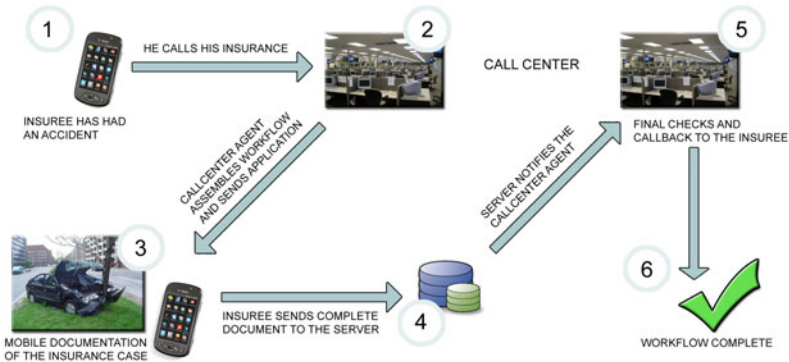 1
INSUREE HAS HAD
AN ACCIDENT
HE CALLS HIS INSURANCE
2
CALL CENTER
5
FINAL CHECKS AND
CALLBACK TO THE INSUREE
CALLCENTER AGENT
ASSEMBLES WORKFLOW
AND SENDS APPLICATION
SERVER NOTIFIES THE
CALLCENTER AGENT
3
MOBILE DOCUMENTATION
OF THE INSURANCE CASE
INSUREE SENDS COMPLETE
DOCUMENT TO THE SERVER
4
6
WORKFLOW COMPLETE